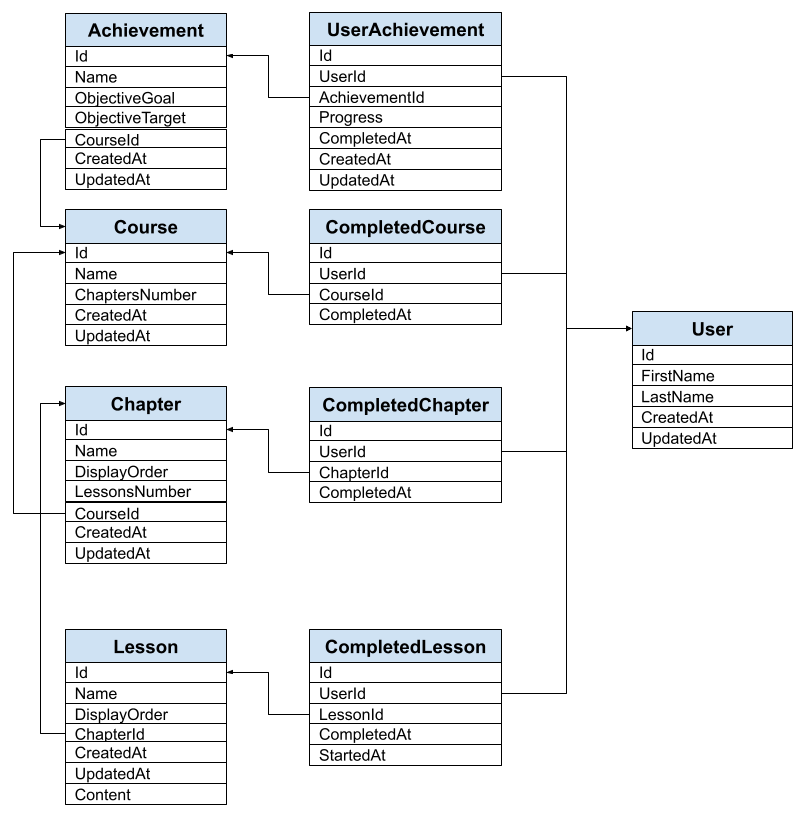 Achievement
Id
Name
ObjectiveGoal
ObjectiveTarget
CourseId
CreatedAt
UpdatedAt
UserAchievement
Id
UserId
AchievementId
Progress
CompletedAt
CreatedAt
UpdatedAt
Course
Id
Name
ChaptersNumber
CreatedAt
UpdatedAt
CompletedCourse
Id
UserId
CourseId
CompletedAt
User
Id
FirstName
LastName
CreatedAt
UpdatedAt
Chapter
Id
Name
DisplayOrder
LessonsNumber
CourseId
CreatedAt
UpdatedAt
CompletedChapter
Id
UserId
ChapterId
CompletedAt
Lesson
Id
Name
DisplayOrder
ChapterId
CreatedAt
UpdatedAt
Content
CompletedLesson
Id
UserId
LessonId
CompletedAt
StartedAt